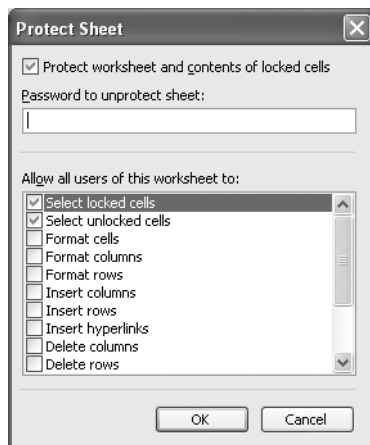 Protect Sheet
Protect worksheet and contents of locked cells
Password to unprotect sheet:
Allow all users of this worksheet to:
Select locked cells
Select unlocked cells
Format cells
Format columns
Format rows
Insert columns
Insert rows
Insert hyperlinks
Delete columns
Delete rows
OK Cancel